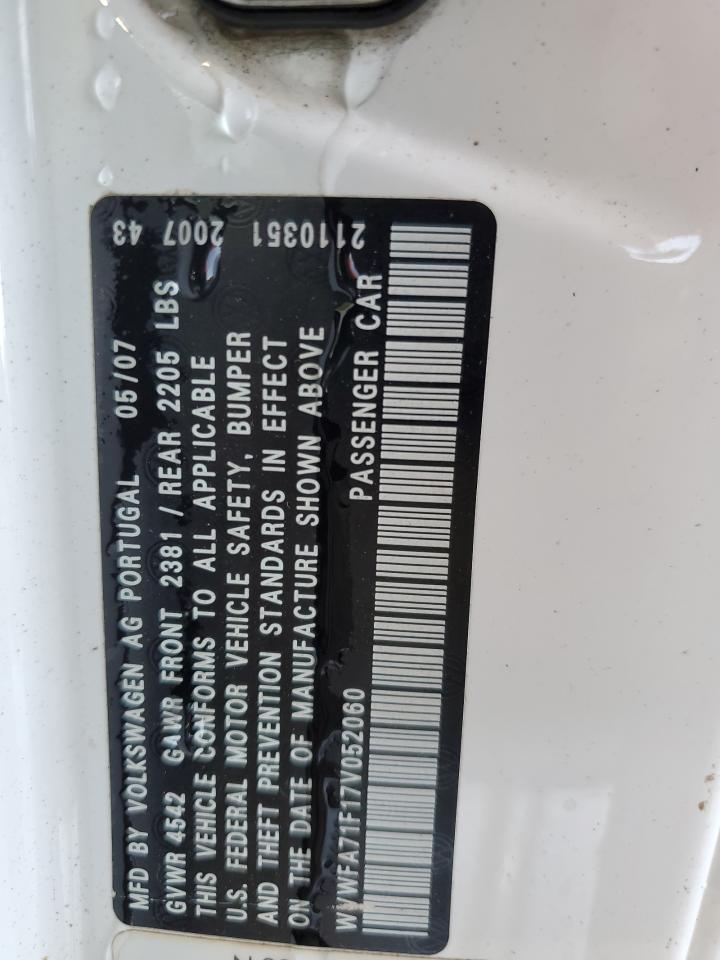 MFD BY VOLKSWAGEN AG PORTUGAL 05/07 43
GVWR 4542 GAWR FRONT 2381 / REAR 2205 LBS
THIS VEHICLE CONFORMS TO ALL APPLICABLE 2007
U.S. FEDERAL MOTOR VEHICLE SAFETY, BUMPER 2110351
AND THEFT PREVENTION STANDARDS IN EFFECT
ON THE DATE OF MANUFACTURE SHOWN ABOVE
WVWFA71F17V052060 PASSENGER CAR